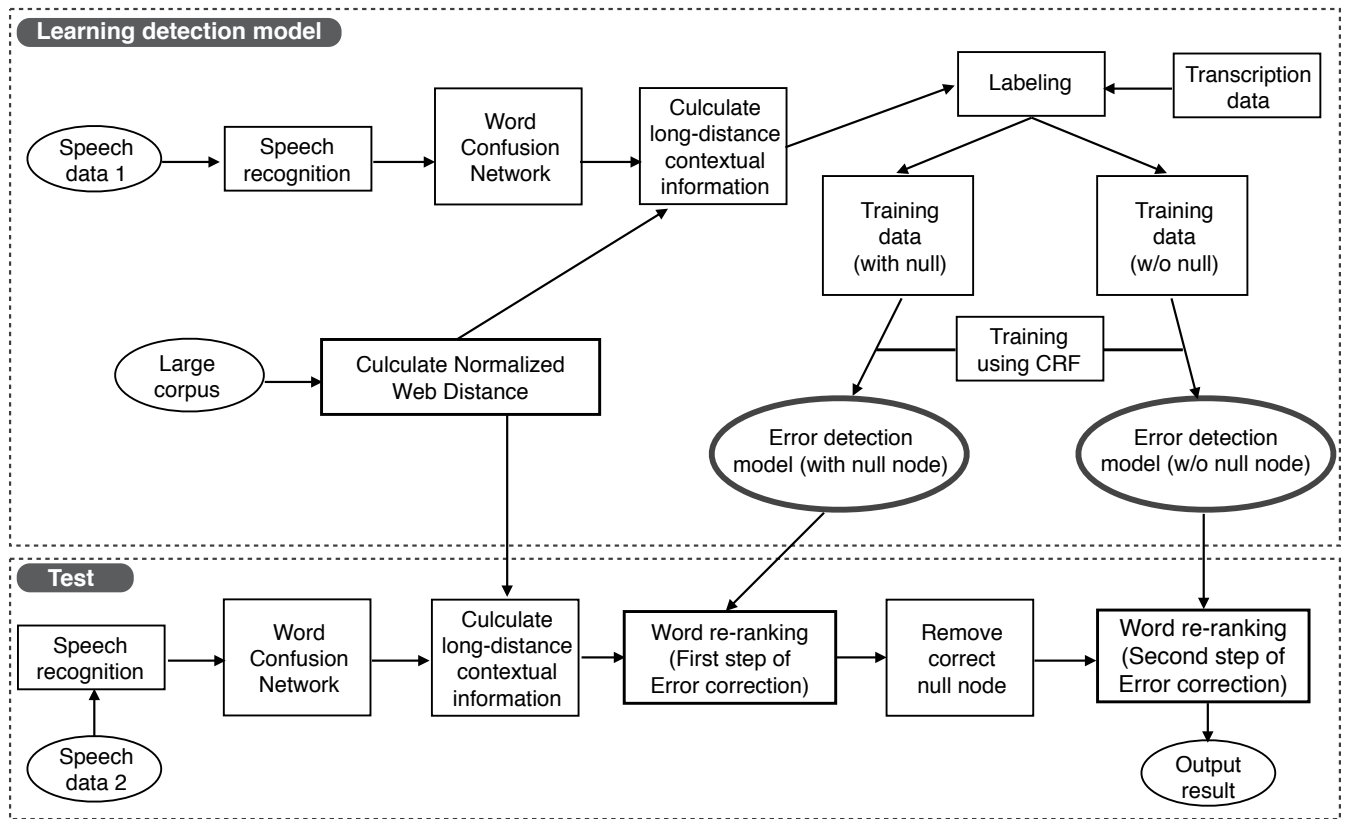 Learning detection model
Speech
data 1
Speech
recognition
Word
Confusion
Network
Culculate
long-distance
contextual
information
Labeling
Transcription
data
Training
data
(with null)
Training
data
(w/o null)
Large
corpus
Culculate Normalized
Web Distance
Training
using CRF
Error detection
model (with null node)
Error detection
model (w/o null node)
Test
Speech
recognition
Speech
data 2
Word
Confusion
Network
Culculate
long-distance
contextual
information
Word re-ranking
(First step of
Error correction)
Remove
correct
null node
Word re-ranking
(Second step of
Error correction)
Output
result